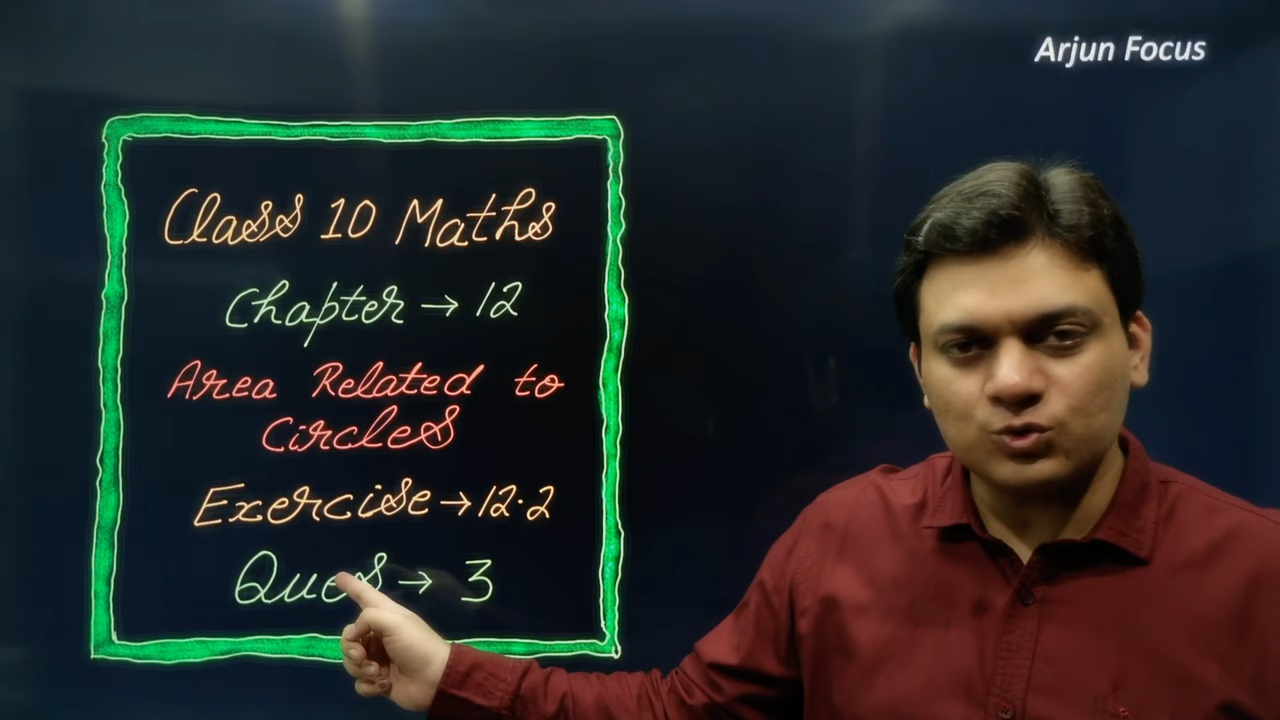 Arjun Focus
Class 10 Maths
Chapter → 12
Area Related to
Circles
Exercise → 12.2
Ques → 3